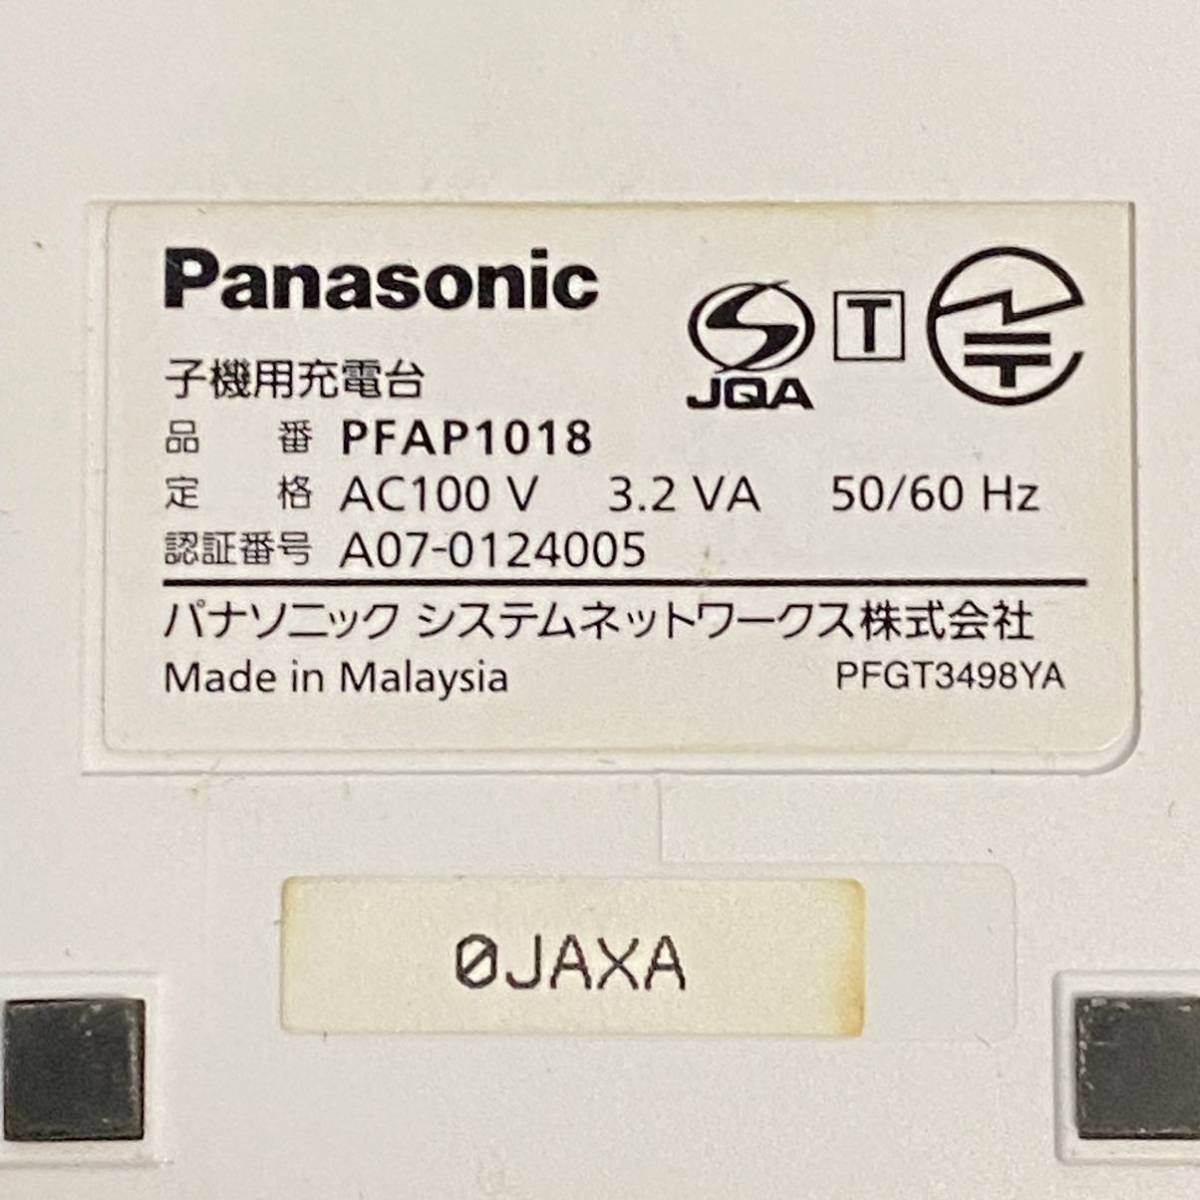 Panasonic
JQA
T
子機用充電台
品 番 PFAP1018
定 格 AC100 V 3.2 VA 50/60 Hz
認証番号 A07-0124005
パナソニック システムネットワークス株式会社
Made in Malaysia PFGT3498YA
0JAXA